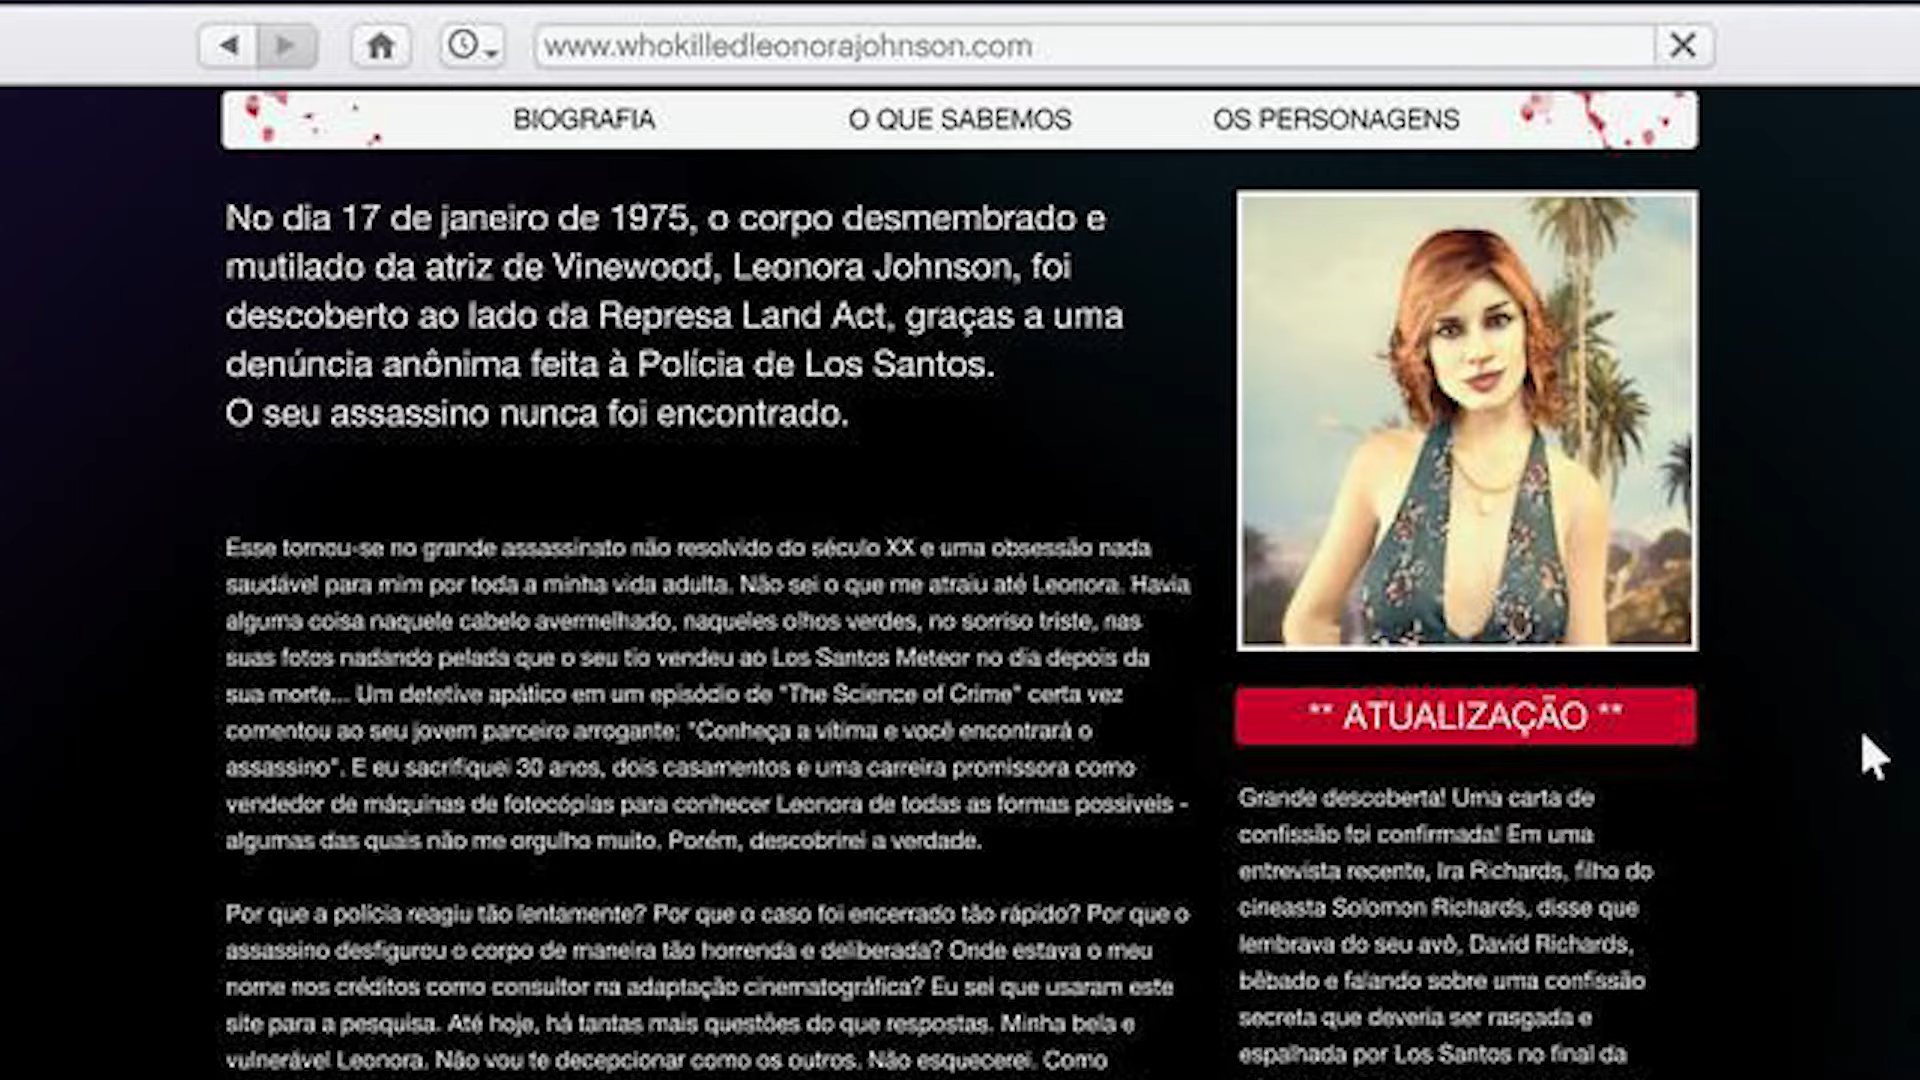 www.whokilledleonorajohnson.com
BIOGRAFIA
O QUE SABEMOS
OS PERSONAGENS
No dia 17 de janeiro de 1975, o corpo desmembrado e
mutilado da atriz de Vinewood, Leonora Johnson, foi
descoberto ao lado da Represa Land Act, graças a uma
denúncia anônima feita à Polícia de Los Santos.
O seu assassino nunca foi encontrado.
Esse tornou-se no grande assassinato não resolvido do século XX e uma obsessão nada
saudável para mim por toda a minha vida adulta. Não sei o que me atraiu até Leonora. Havia
alguma coisa naquele cabelo avermelhado, naqueles olhos verdes, no sorriso triste, nas
suas fotos nadando pelada que o seu tio vendeu ao Los Santos Meteor no dia depois da
sua morte... Um detetive apático em um episódio de "The Science of Crime" certa vez
comentou ao seu jovem parceiro arrogante: "Conheça a vítima e você encontrará o
assassino". E eu sacrifiquei 30 anos, dois casamentos e uma carreira promissora como
vendedor de máquinas de fotocópias para conhecer Leonora de todas as formas possíveis -
algumas das quais não me orgulho muito. Porém, descobrirei a verdade.
Por que a polícia reagiu tão lentamente? Por que o caso foi encerrado tão rápido? Por que o
assassino desfigurou o corpo de maneira tão horrenda e deliberada? Onde estava o meu
nome nos créditos como consultor na adaptação cinematográfica? Eu sei que usaram este
site para a pesquisa. Até hoje, há tantas mais questões do que respostas. Minha bela e
vulnerável Leonora. Não vou te decepcionar como os outros. Não esquecerei. Como
** ATUALIZAÇÃO **
Grande descoberta! Uma carta de
confissão foi confirmada! Em uma
entrevista recente, Ira Richards, filho do
cineasta Solomon Richards, disse que
lembrava do seu avô, David Richards,
bêbado e falando sobre uma confissão
secreta que deveria ser rasgada e
espalhada por Los Santos no final da